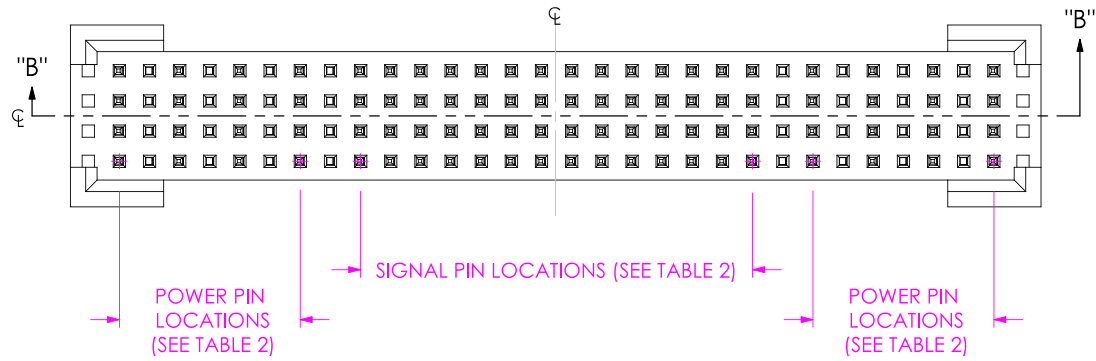 ℄
"B"
"B"
℄
SIGNAL PIN LOCATIONS (SEE TABLE 2)
POWER PIN
LOCATIONS
(SEE TABLE 2)
POWER PIN
LOCATIONS
(SEE TABLE 2)